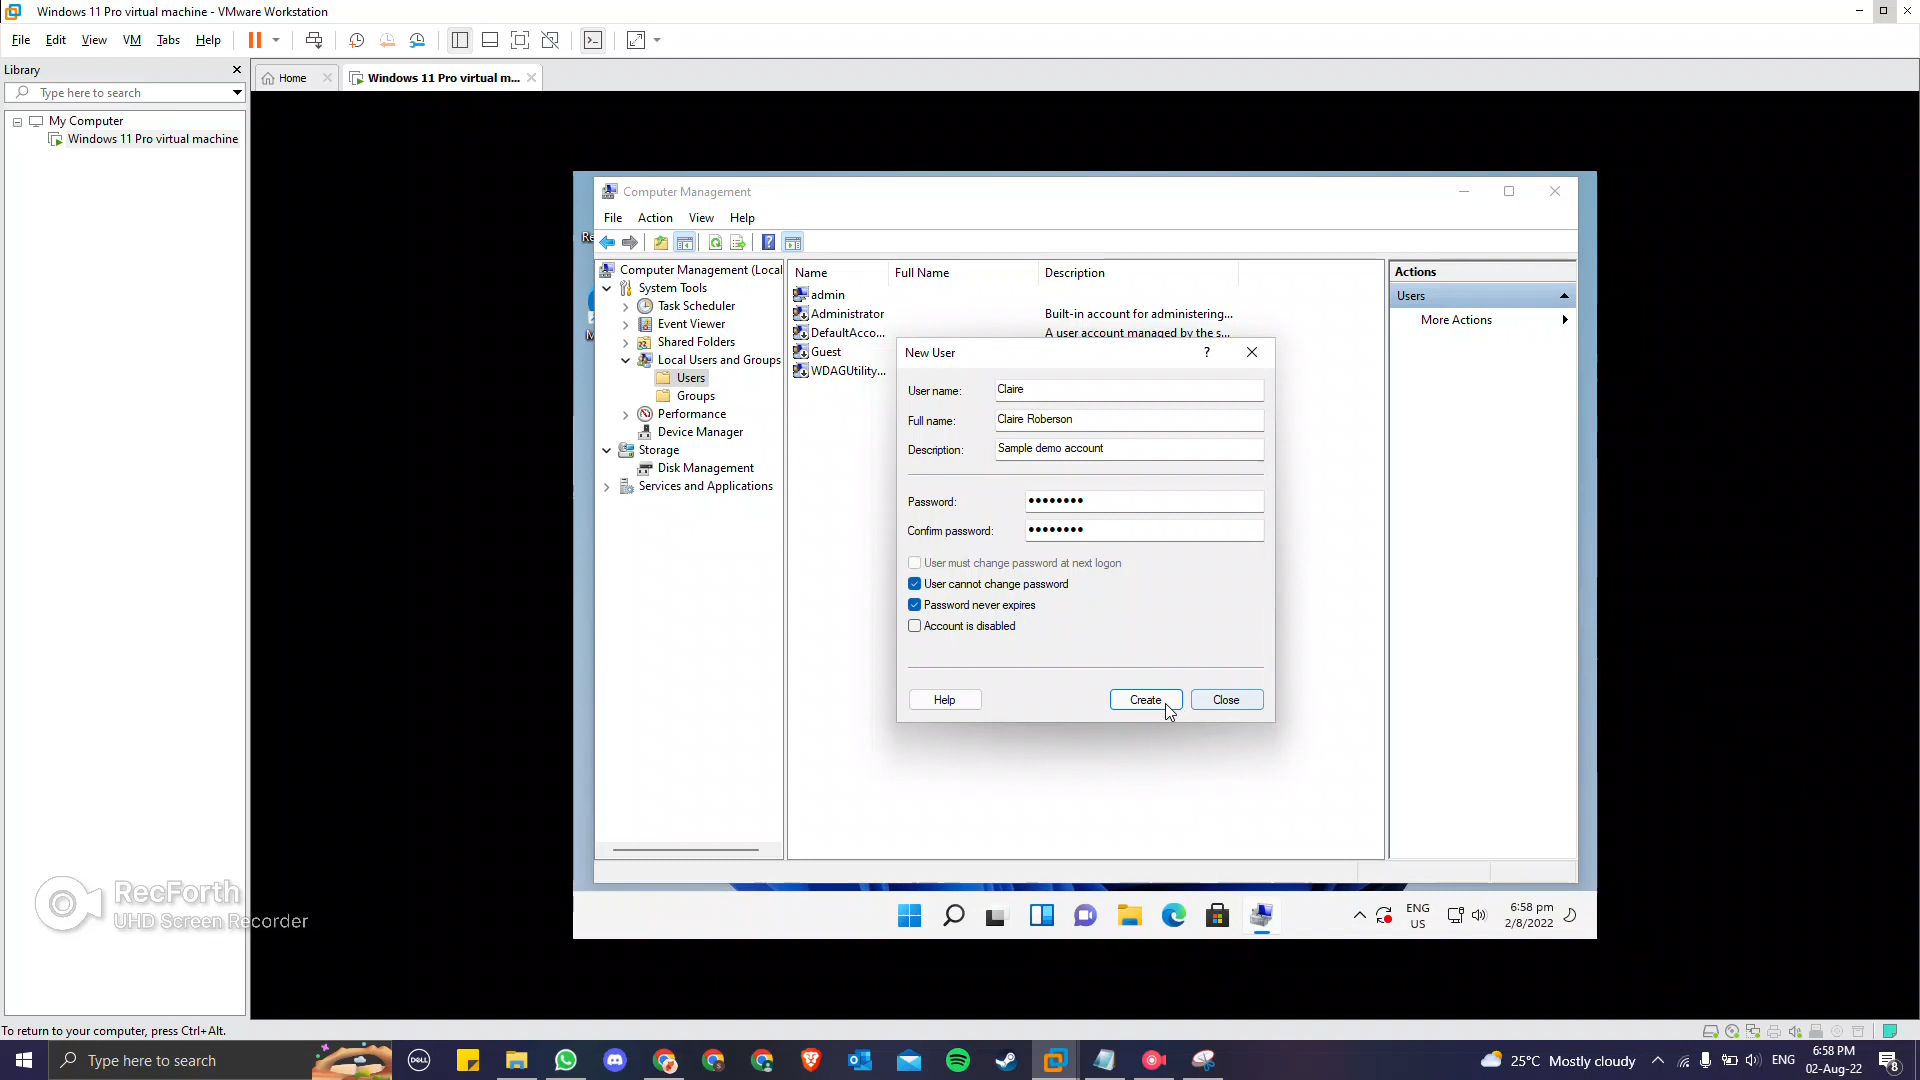 Windows 11 Pro virtual machine - VMware Workstation
File Edit View VM Tabs Help
Library
Type here to search
My Computer
Windows 11 Pro virtual machine
Home
Windows 11 Pro virtual m...
Computer Management
File Action View Help
Computer Management (Local
System Tools
Task Scheduler
Event Viewer
Shared Folders
Local Users and Groups
Users
Groups
Performance
Device Manager
Storage
Disk Management
Services and Applications
Name Full Name Description
admin
Administrator Built-in account for administering...
DefaultAcco... A user account managed by the s...
Guest
WDAGUtility...
Actions
Users
More Actions
New User
User name: Claire
Full name: Claire Roberson
Description: Sample demo account
Password:
Confirm password:
User must change password at next logon
User cannot change password
Password never expires
Account is disabled
Help Create Close
ENG
US
6:58 pm
2/8/2022
RecForth
UHD Screen Recorder
To return to your computer, press Ctrl+Alt.
Type here to search
DELL
25°C Mostly cloudy
ENG
6:58 PM
02-Aug-22
8